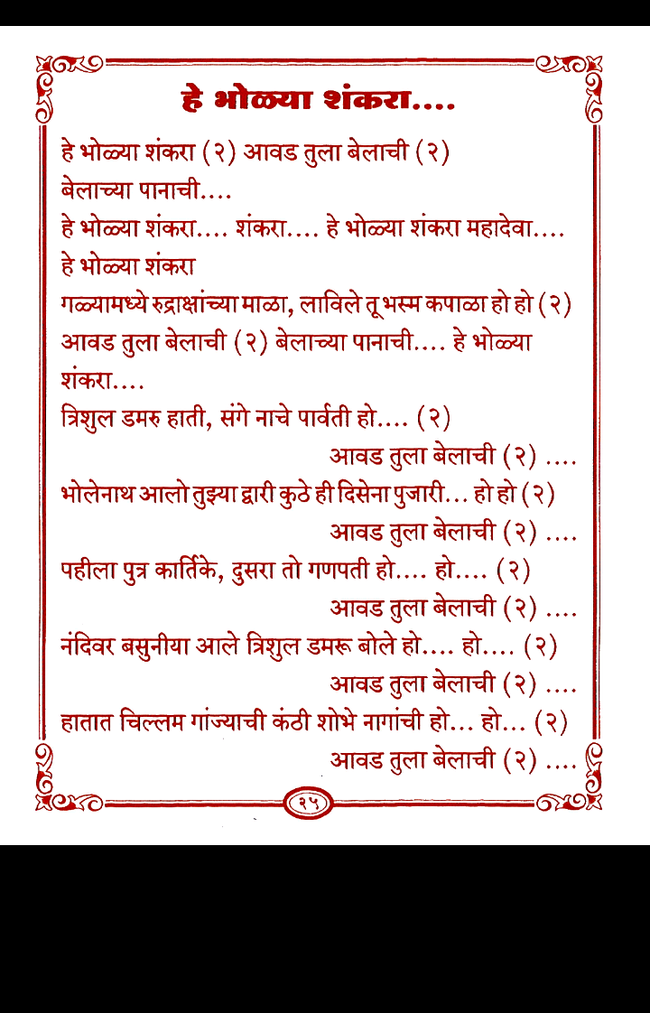 हे भोळ्या शंकरा....
हे भोळ्या शंकरा (२) आवड तुला बेलाची (२)
बेलाच्या पानाची....
हे भोळ्या शंकरा.... शंकरा.... हे भोळ्या शंकरा महादेवा....
हे भोळ्या शंकरा
गळ्यामध्ये रुद्राक्षांच्या माळा, लाविले तू भस्म कपाळा हो हो (२)
आवड तुला बेलाची (२) बेलाच्या पानाची.... हे भोळ्या
शंकरा....
त्रिशुल डमरु हाती, संगे नाचे पार्वती हो.... (२)
आवड तुला बेलाची (२) ....
भोलेनाथ आलो तुझ्या द्वारी कुठे ही दिसेना पुजारी... हो हो (२)
आवड तुला बेलाची (२) ....
पहीला पुत्र कार्तिके, दुसरा तो गणपती हो.... हो.... (२)
आवड तुला बेलाची (२) ....
नंदिवर बसुनीया आले त्रिशुल डमरू बोले हो.... हो.... (२)
आवड तुला बेलाची (२) ....
हातात चिल्लम गांज्याची कंठी शोभे नागांची हो... हो... (२)
आवड तुला बेलाची (२) ....
२५